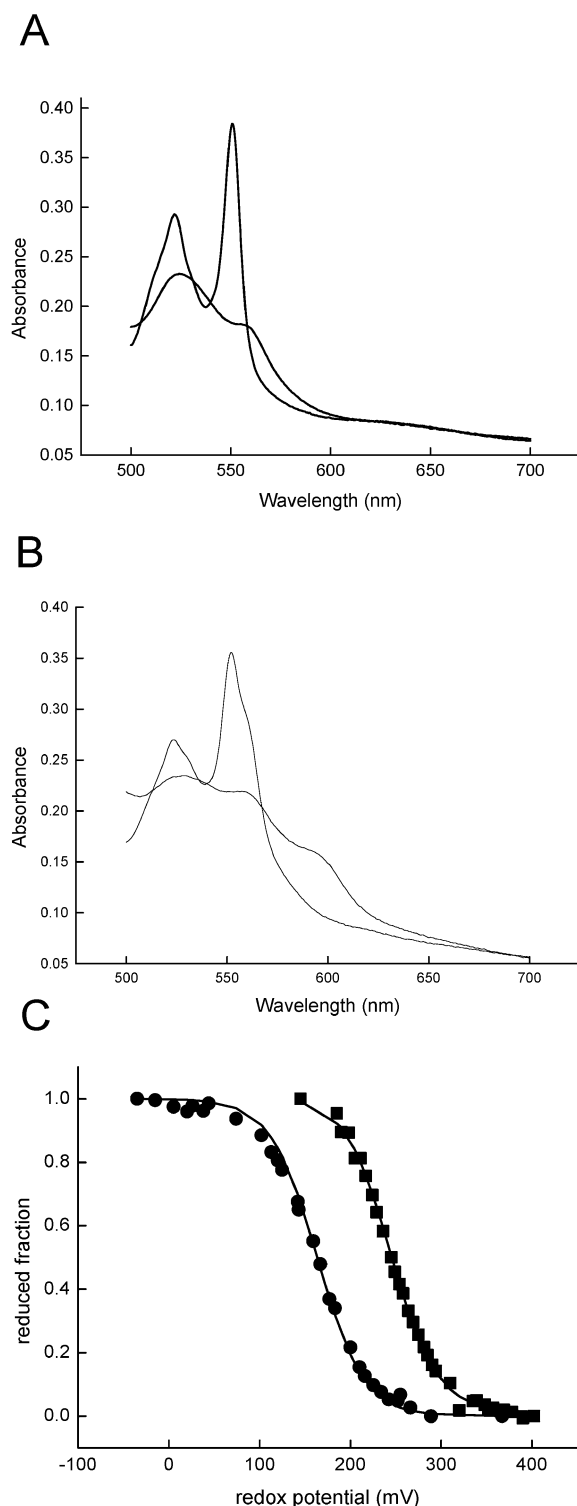 A
0.40
0.35
0.30
0.25
0.20
0.15
0.10
0.05
Absorbance
500 550 600 650 700
Wavelength (nm)
B
0.40
0.35
0.30
0.25
0.20
0.15
0.10
0.05
Absorbance
500 550 600 650 700
Wavelength (nm)
C
1.0
0.8
0.6
0.4
0.2
0.0
reduced fraction
-100 0 100 200 300 400
redox potential (mV)